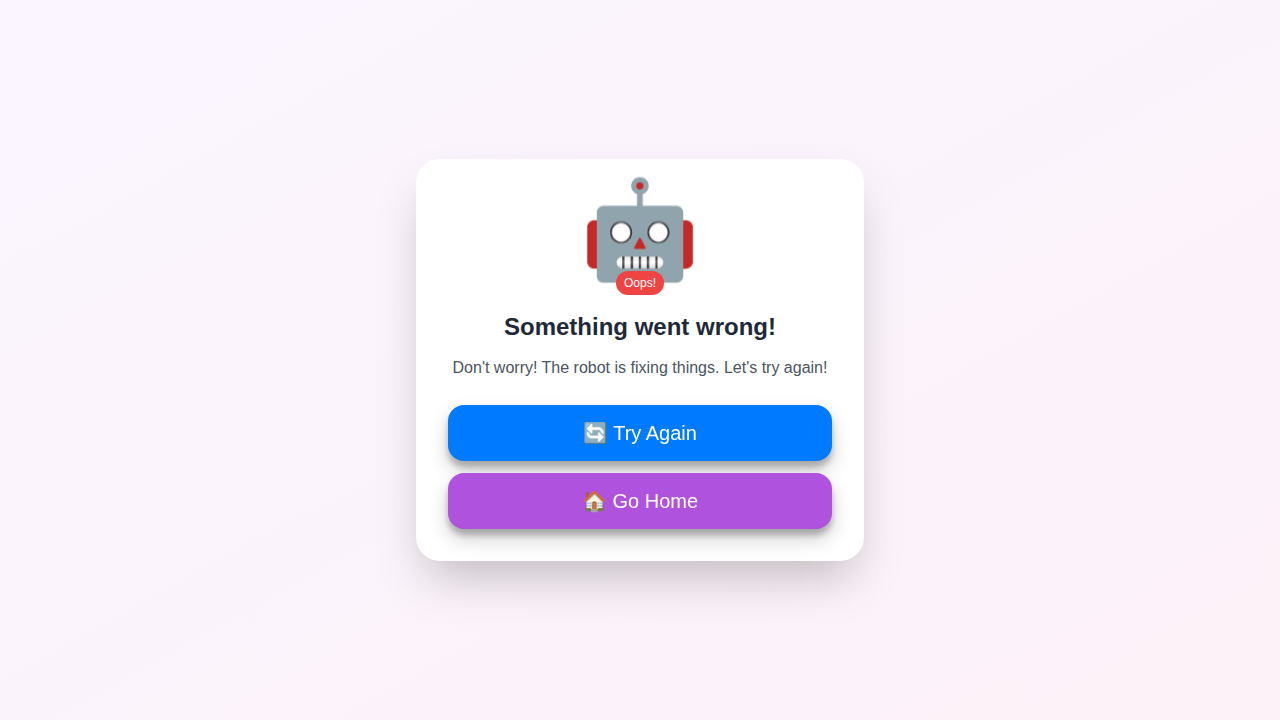 Oops!
Something went wrong!
Don't worry! The robot is fixing things. Let's try again!
🔄 Try Again
🏠 Go Home